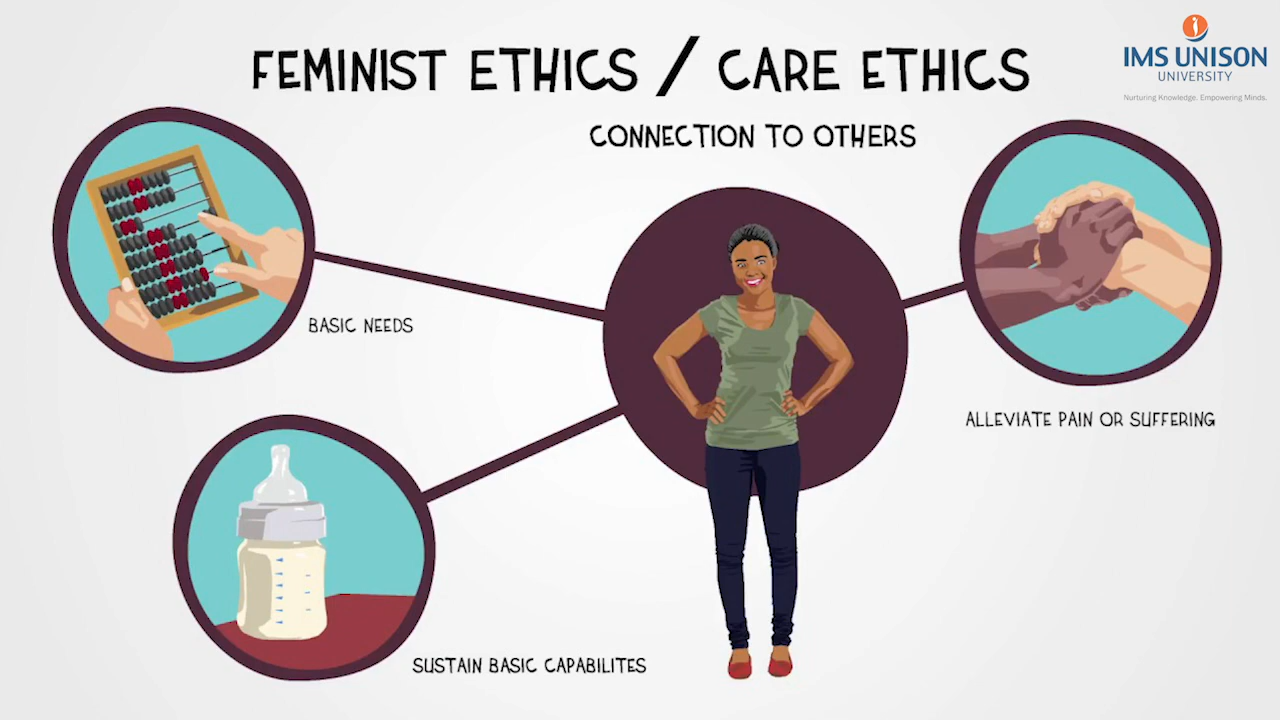 FEMINIST ETHICS / CARE ETHICS
IMS UNISON
UNIVERSITY
Nurturing Knowledge. Empowering Minds.
CONNECTION TO OTHERS
BASIC NEEDS
ALLEVIATE PAIN OR SUFFERING
SUSTAIN BASIC CAPABILITES